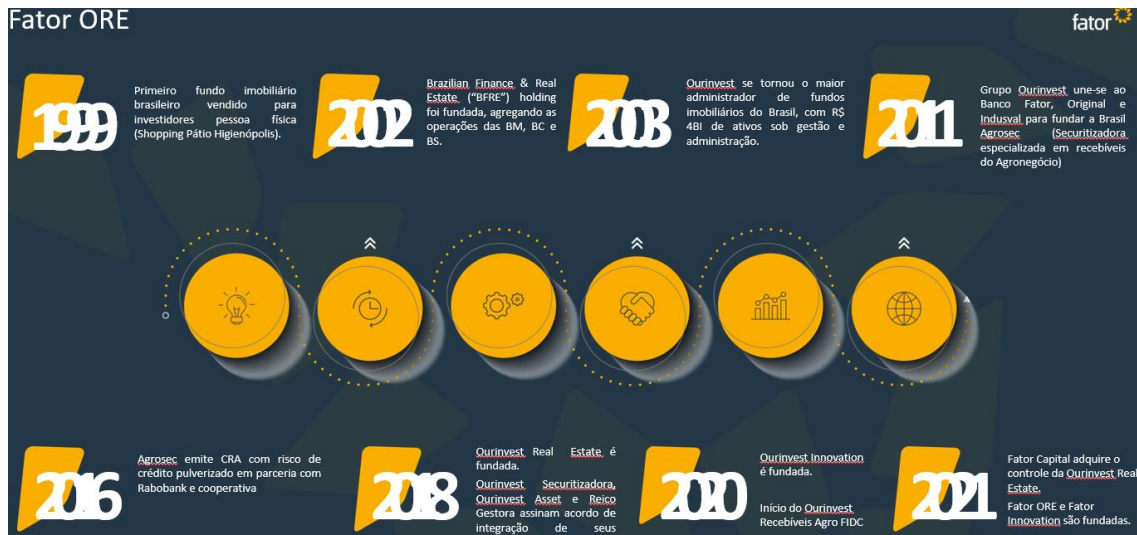 Fator ORE
fator
1999
Primeiro fundo imobiliário
brasileiro vendido para
investidores pessoa física
(Shopping Pátio Higienópolis).
2002
Brazilian Finance & Real
Estate (“BFRE”) holding
foi fundada, agregando as
operações das BM, BC e
BS.
2003
Ourinvest se tornou o maior
administrador de fundos
imobiliários do Brasil, com R$
4BI de ativos sob gestão e
administração.
2011
Grupo Ourinvest une-se ao
Banco Fator, Original e
Indusval para fundar a Brasil
Agrosec (Securitizadora
especializada em recebíveis
do Agronegócio)
2016
Agrosec emite CRA com risco de
crédito pulverizado em parceria com
Rabobank e cooperativa
2018
Ourinvest Real Estate é
fundada.
Ourinvest Securitizadora,
Ourinvest Asset e Reico
Gestora assinam acordo de
integração de seus
2020
Ourinvest Innovation
é fundada.
Início do Ourinvest
Recebíveis Agro FIDC
2021
Fator Capital adquire o
controle da Ourinvest Real
Estate.
Fator ORE e Fator
Innovation são fundadas.